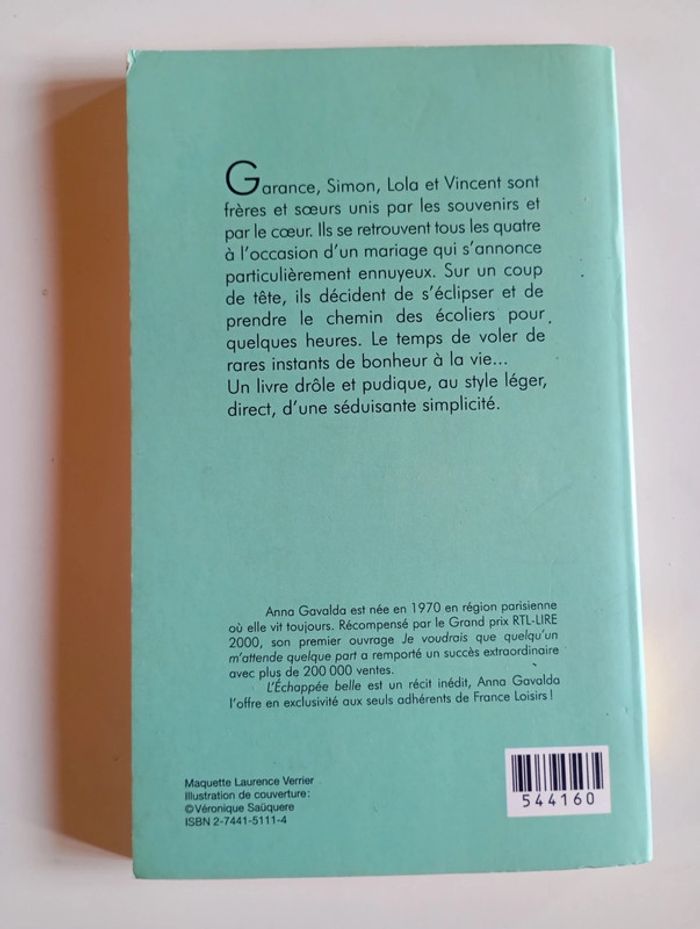 Garance, Simon, Lola et Vincent sont
frères et sœurs unis par les souvenirs et
par le cœur. Ils se retrouvent tous les quatre
à l'occasion d'un mariage qui s'annonce
particulièrement ennuyeux. Sur un coup
de tête, ils décident de s'éclipser et de
prendre le chemin des écoliers pour
quelques heures. Le temps de voler de
rares instants de bonheur à la vie...
Un livre drôle et pudique, au style léger,
direct, d'une séduisante simplicité.
Anna Gavalda est née en 1970 en région parisienne
où elle vit toujours. Récompensé par le Grand prix RTL-LIRE
2000, son premier ouvrage Je voudrais que quelqu'un
m'attende quelque part a remporté un succès extraordinaire
avec plus de 200 000 ventes.
L'Échappée belle est un récit inédit, Anna Gavalda
l'offre en exclusivité aux seuls adhérents de France Loisirs !
Maquette Laurence Verrier
Illustration de couverture :
© Véronique Saüquere
ISBN 2-7441-5111-4
544160